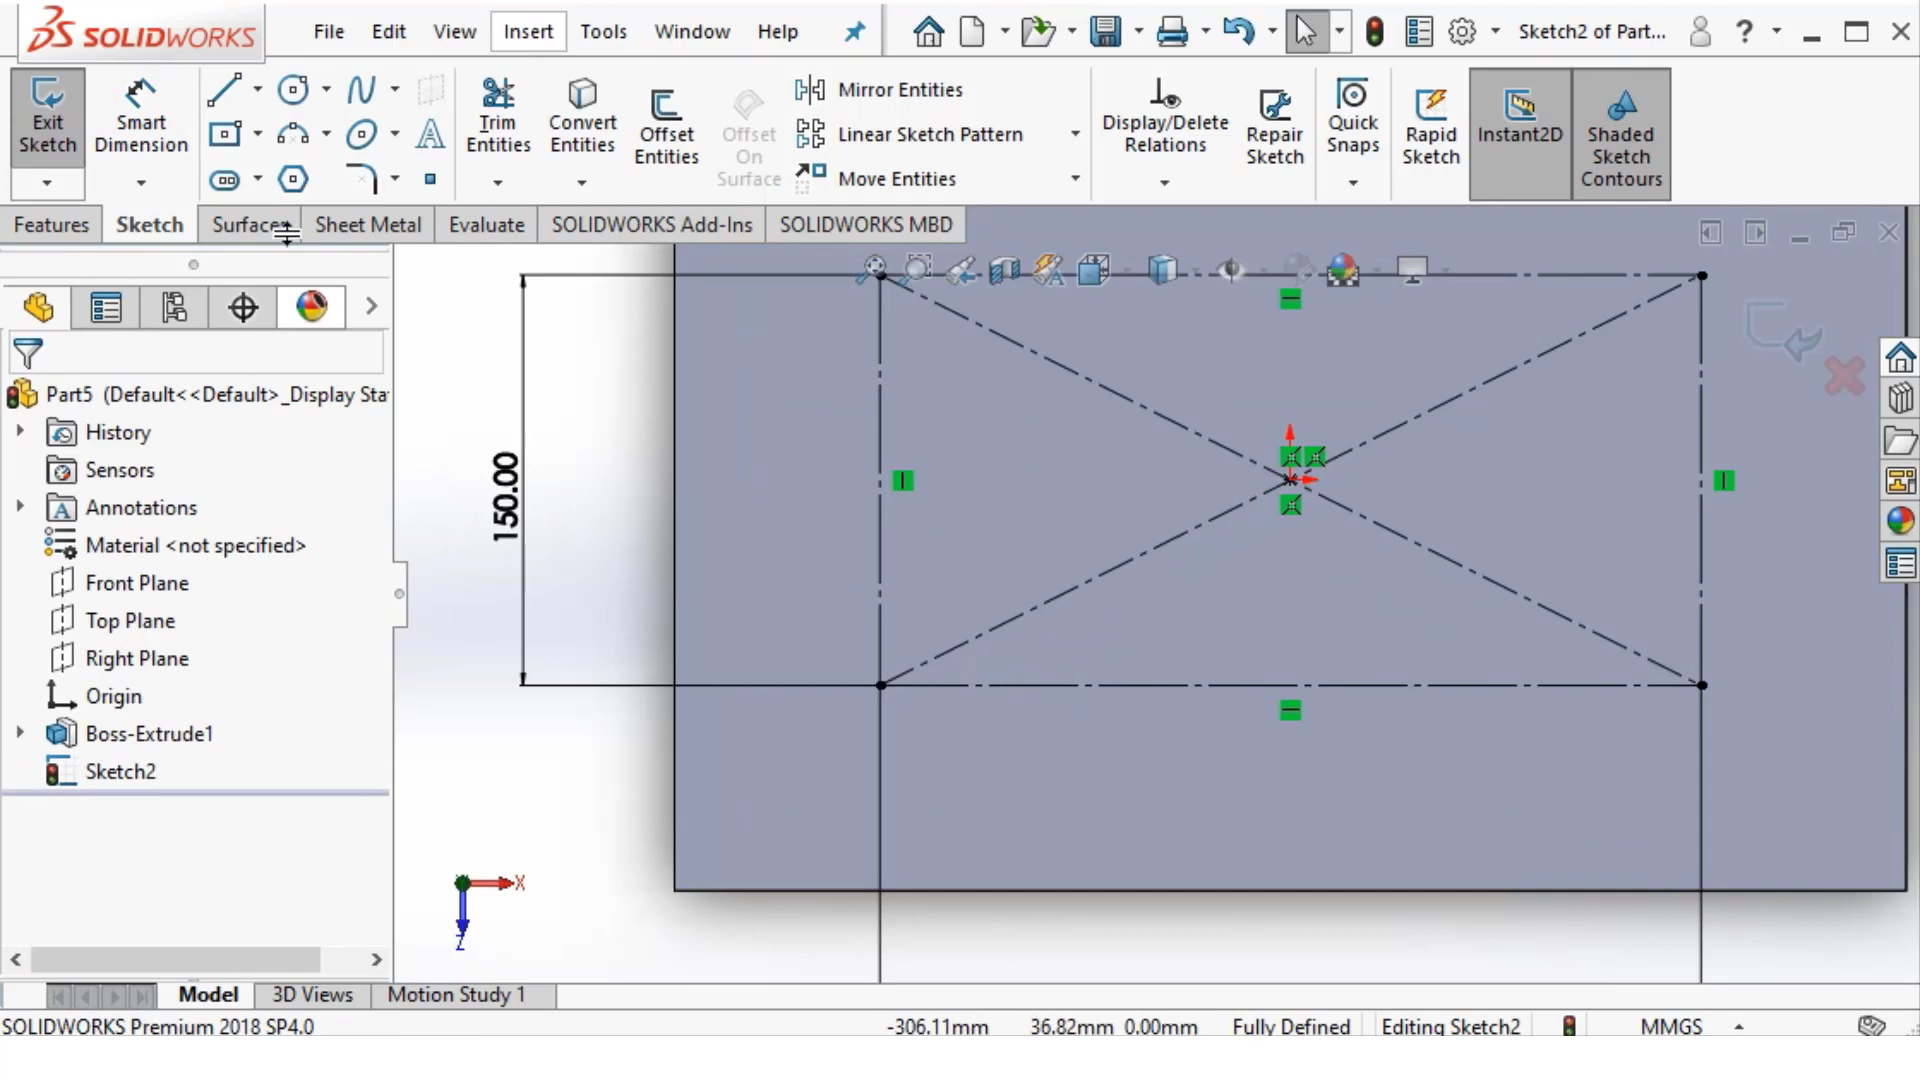 SOLIDWORKS
File Edit View Insert Tools Window Help
Sketch2 of Part...
?
Exit Sketch
Smart Dimension
Trim Entities
Convert Entities
Offset Entities
Offset On Surface
Mirror Entities
Linear Sketch Pattern
Move Entities
Display/Delete Relations
Repair Sketch
Quick Snaps
Rapid Sketch
Instant2D
Shaded Sketch Contours
Features Sketch Surfaces Sheet Metal Evaluate SOLIDWORKS Add-Ins SOLIDWORKS MBD
Part5 (Default<<Default>_Display Sta
History
Sensors
Annotations
Material <not specified>
Front Plane
Top Plane
Right Plane
Origin
Boss-Extrude1
Sketch2
150.00
X
Z
Model 3D Views Motion Study 1
SOLIDWORKS Premium 2018 SP4.0
-306.11mm 36.82mm 0.00mm Fully Defined Editing Sketch2 MMGS